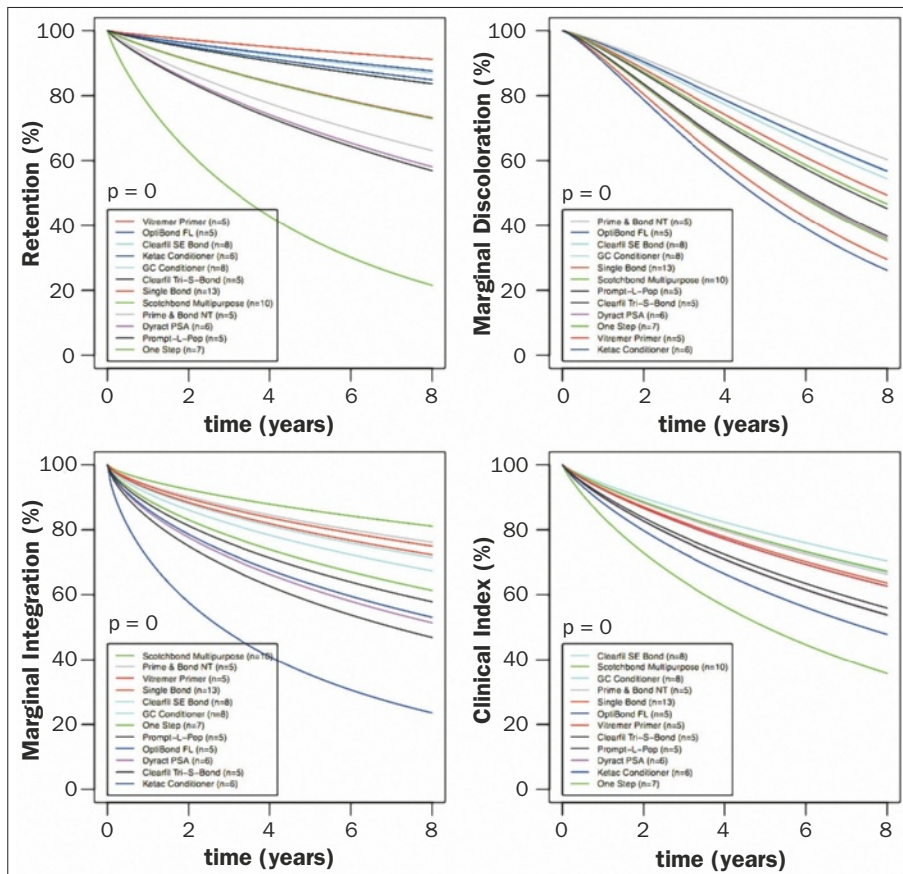 Retention (%)
100
80
60
40
20
0
p = 0
Vitremer Primer (n=5)
OptiBond FL (n=5)
Clearfil SE Bond (n=8)
Ketac Conditioner (n=6)
GC Conditioner (n=8)
Clearfil Tri-S-Bond (n=5)
Single Bond (n=13)
Scotchbond Multipurpose (n=10)
Prime & Bond NT (n=5)
Dyract PSA (n=6)
Prompt-L-Pop (n=5)
One Step (n=7)
0 2 4 6 8
time (years)
Marginal Discoloration (%)
100
80
60
40
20
0
p = 0
Prime & Bond NT (n=5)
OptiBond FL (n=5)
Clearfil SE Bond (n=8)
GC Conditioner (n=8)
Single Bond (n=13)
Scotchbond Multipurpose (n=10)
Prompt-L-Pop (n=5)
Clearfil Tri-S-Bond (n=5)
Dyract PSA (n=6)
One Step (n=7)
Vitremer Primer (n=5)
Ketac Conditioner (n=6)
0 2 4 6 8
time (years)
Marginal Integration (%)
100
80
60
40
20
0
p = 0
Scotchbond Multipurpose (n=10)
Prime & Bond NT (n=5)
Vitremer Primer (n=5)
Single Bond (n=13)
Clearfil SE Bond (n=8)
GC Conditioner (n=8)
One Step (n=7)
Prompt-L-Pop (n=5)
OptiBond FL (n=5)
Dyract PSA (n=6)
Clearfil Tri-S-Bond (n=5)
Ketac Conditioner (n=6)
0 2 4 6 8
time (years)
Clinical Index (%)
100
80
60
40
20
0
p = 0
Clearfil SE Bond (n=8)
Scotchbond Multipurpose (n=10)
GC Conditioner (n=8)
Prime & Bond NT (n=5)
Single Bond (n=13)
OptiBond FL (n=5)
Vitremer Primer (n=5)
Clearfil Tri-S-Bond (n=5)
Prompt-L-Pop (n=5)
Dyract PSA (n=6)
Ketac Conditioner (n=6)
One Step (n=7)
0 2 4 6 8
time (years)